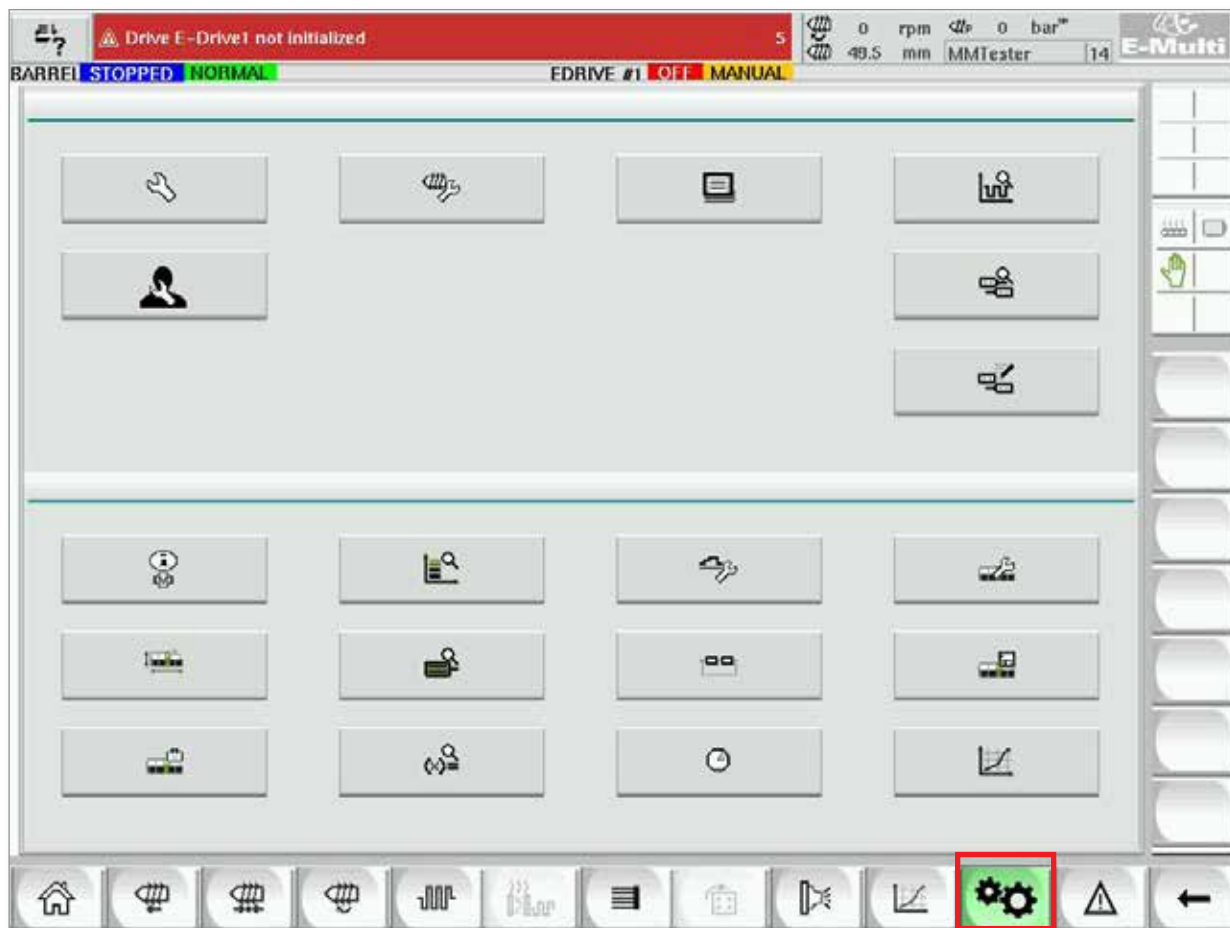 Drive E-Drive1 not initialized 5
0 rpm 0 bar
49.5 mm MMTester 14
E-Multi
BARREL STOPPED NORMAL EDRIVE #1 OFF MANUAL